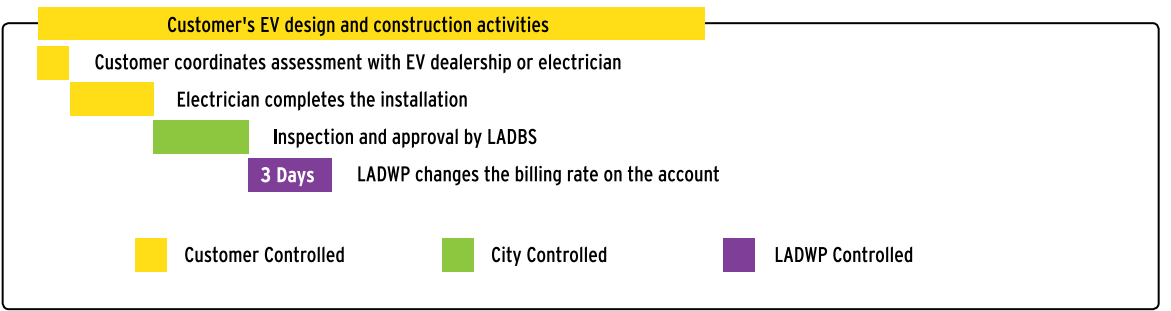 Customer's EV design and construction activities
Customer coordinates assessment with EV dealership or electrician
Electrician completes the installation
Inspection and approval by LADBS
3 Days LADWP changes the billing rate on the account
Customer Controlled City Controlled LADWP Controlled